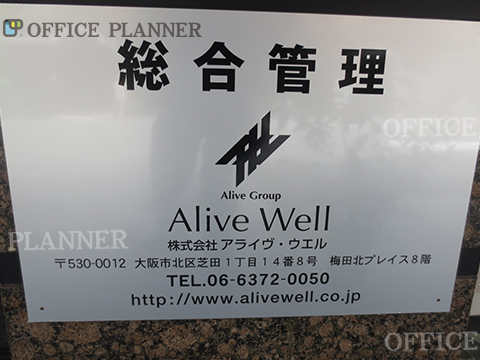 OFFICE PLANNER
総合管理
OFFICE
Alive Group
Alive Well
株式会社 アライヴ・ウエル
PLANNER
〒530-0012 大阪市北区芝田1丁目14番8号 梅田北プレイス8階
TEL.06-6372-0050
http://www.alivewell.co.jp
OFFICE